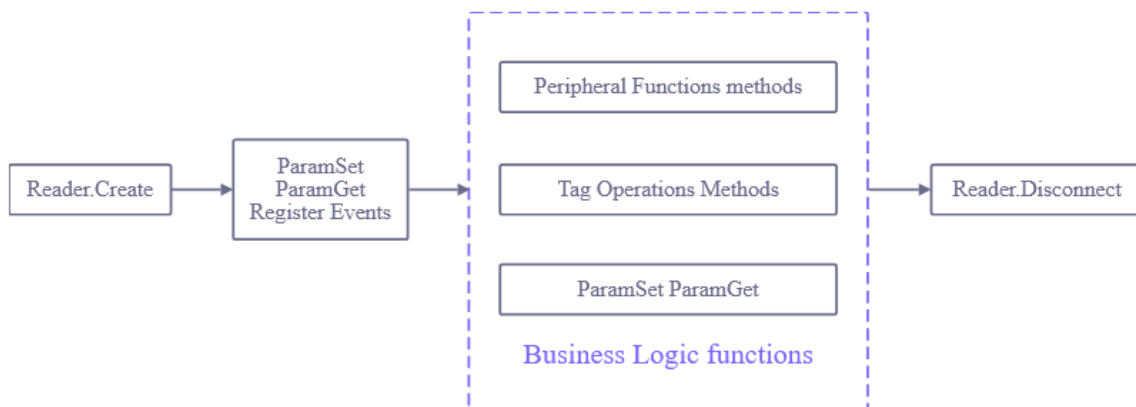 Reader.Create
ParamSet
ParamGet
Register Events
Peripheral Functions methods
Tag Operations Methods
ParamSet ParamGet
Business Logic functions
Reader.Disconnect